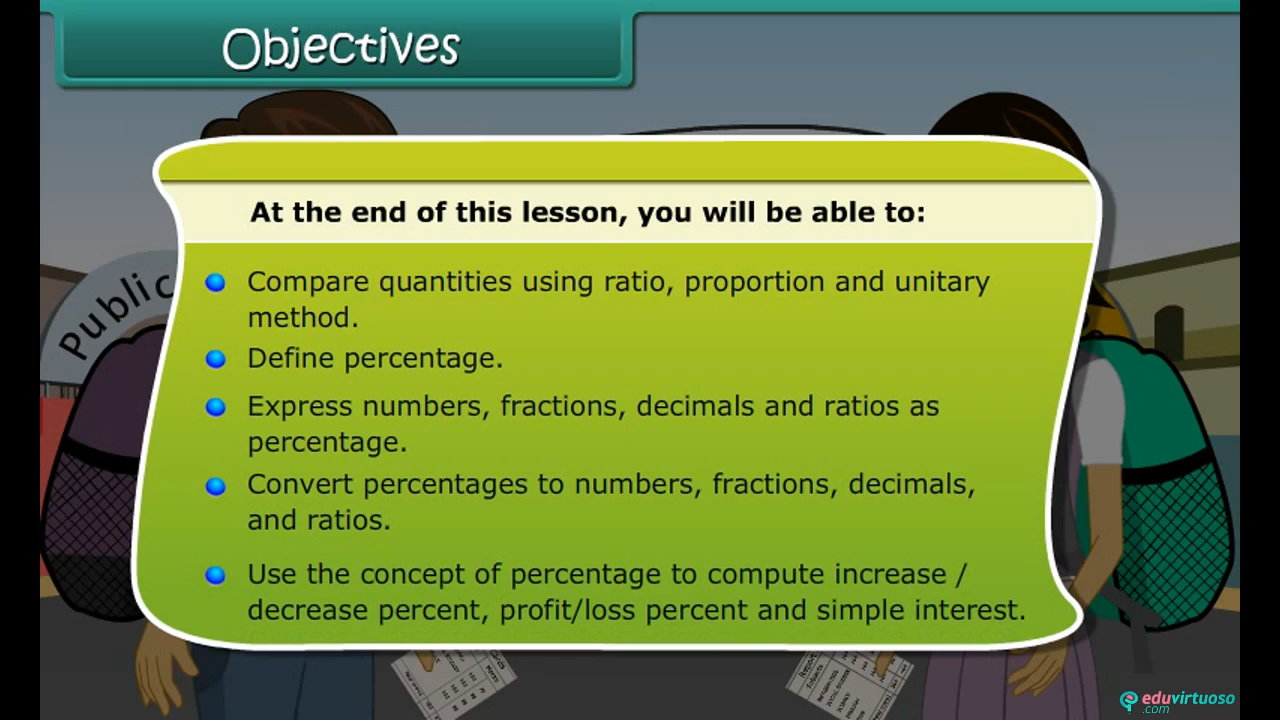 Objectives
At the end of this lesson, you will be able to:
Compare quantities using ratio, proportion and unitary
method.
Define percentage.
Express numbers, fractions, decimals and ratios as
percentage.
Convert percentages to numbers, fractions, decimals,
and ratios.
Use the concept of percentage to compute increase /
decrease percent, profit/loss percent and simple interest.
Public
eduvirtuoso
.com